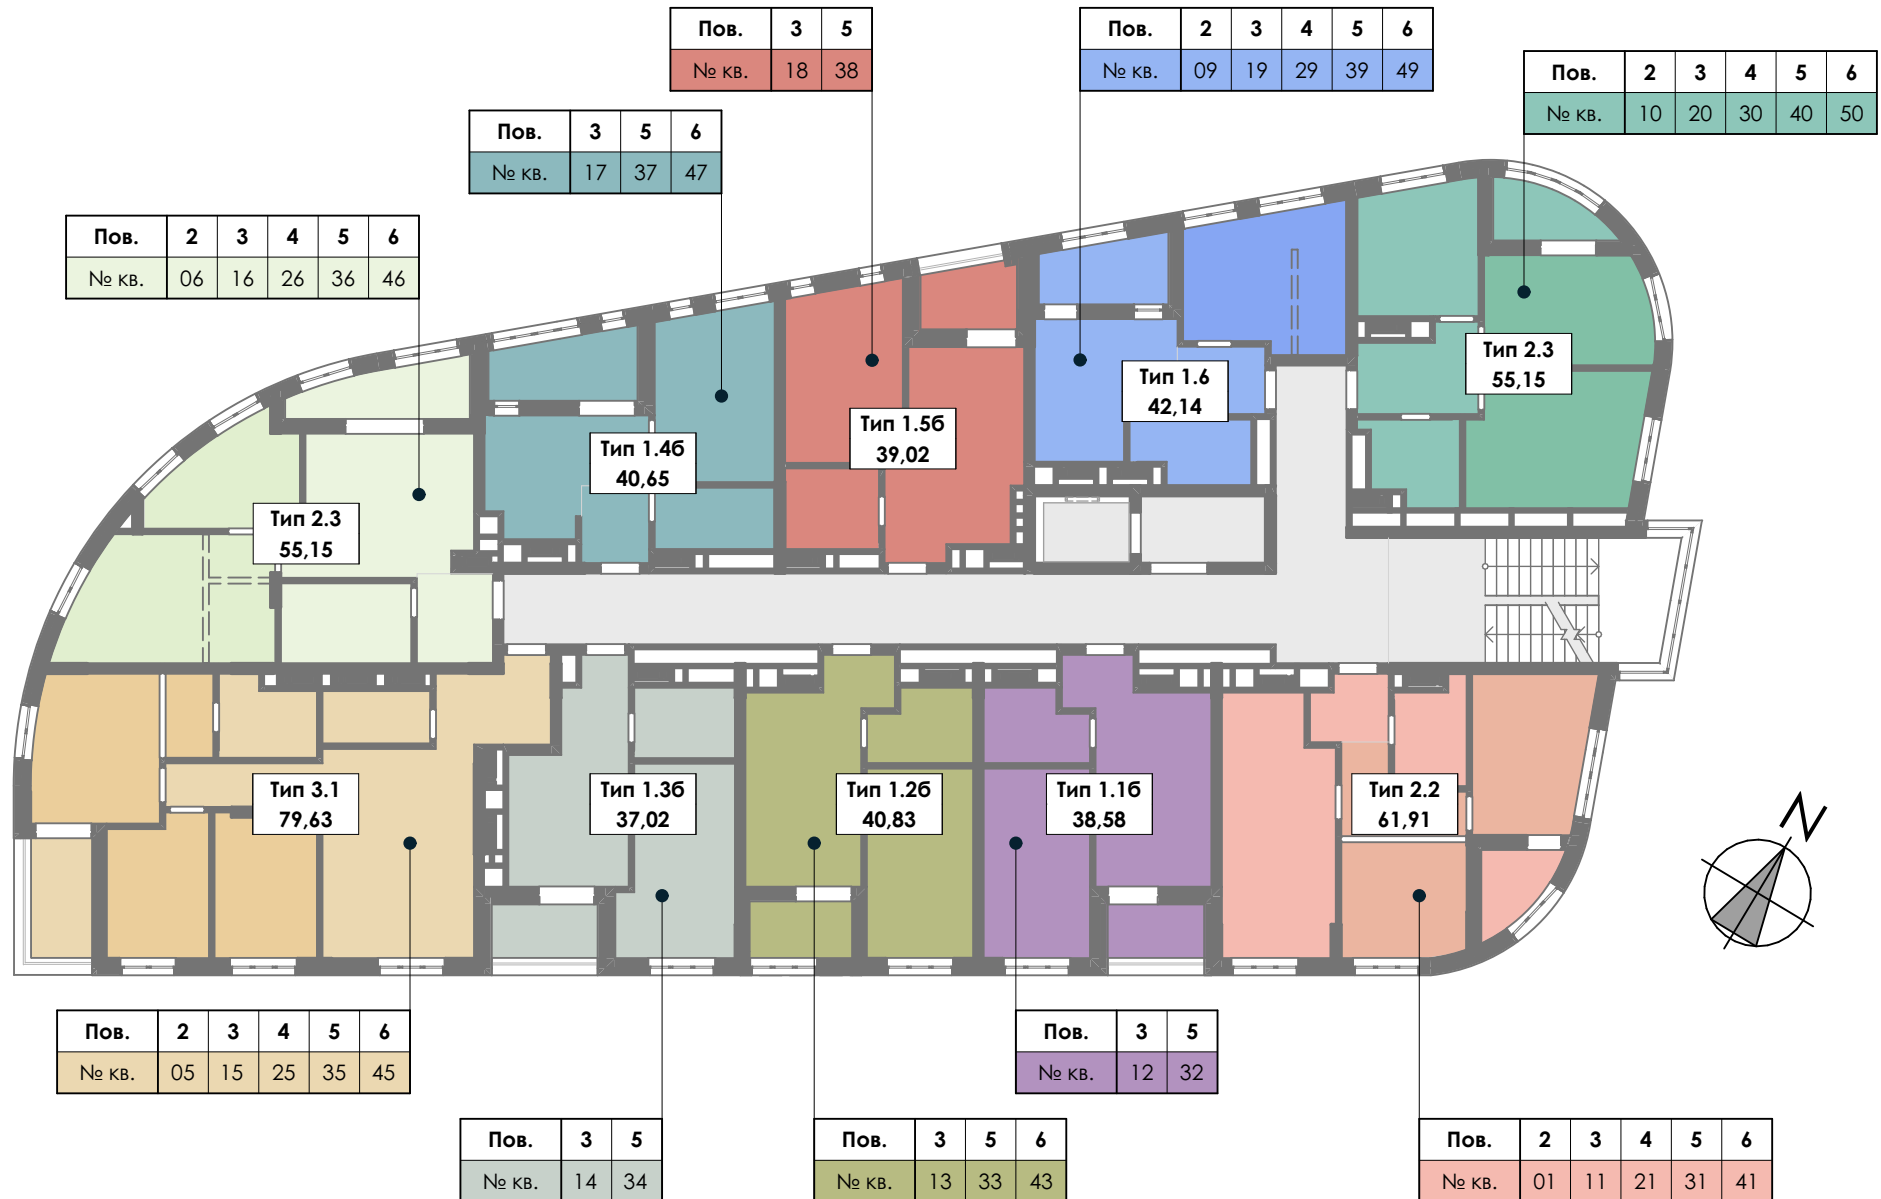 Пов. 3 5
№ кв. 18 38
Пов. 2 3 4 5 6
№ кв. 09 19 29 39 49
Пов. 2 3 4 5 6
№ кв. 10 20 30 40 50
Пов. 3 5 6
№ кв. 17 37 47
Пов. 2 3 4 5 6
№ кв. 06 16 26 36 46
Тип 2.3
55,15
Тип 1.6
42,14
Тип 1.5б
39,02
Тип 1.4б
40,65
Тип 2.3
55,15
Тип 3.1
79,63
Тип 1.3б
37,02
Тип 1.2б
40,83
Тип 1.1б
38,58
Тип 2.2
61,91
N
Пов. 2 3 4 5 6
№ кв. 05 15 25 35 45
Пов. 3 5
№ кв. 12 32
Пов. 3 5
№ кв. 14 34
Пов. 3 5 6
№ кв. 13 33 43
Пов. 2 3 4 5 6
№ кв. 01 11 21 31 41